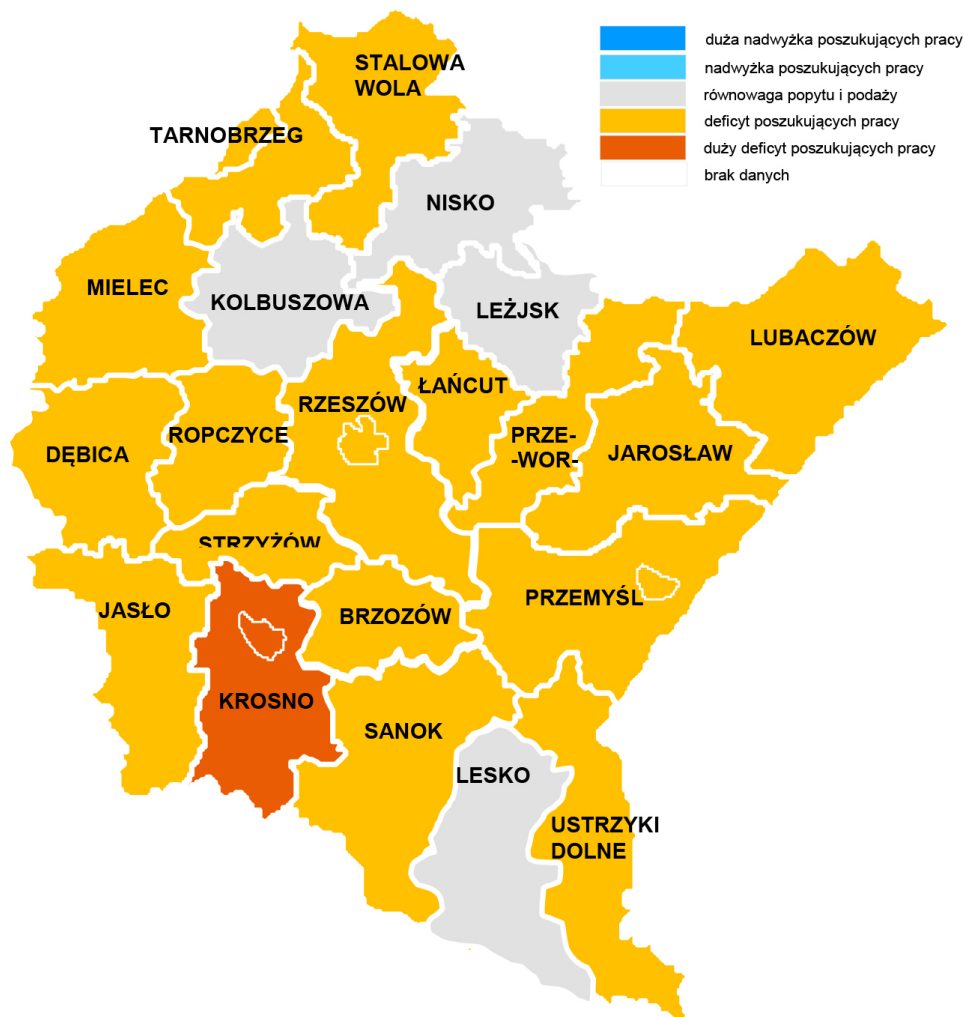 duża nadwyżka poszukujących pracy
nadwyżka poszukujących pracy
równowaga popytu i podaży
deficyt poszukujących pracy
duży deficyt poszukujących pracy
brak danych
STALOWA
WOLA
TARNOBRZEG
NISKO
MIELEC
KOLBUSZOWA
LEŻJSK
LUBACZÓW
ŁAŃCUT
RZESZÓW
ROPCZYCE
PRZE-
-WOR-
JAROSŁAW
DĘBICA
STRZYŻÓW
PRZEMYŚL
JASŁO
BRZOZÓW
KROSNO
SANOK
LESKO
USTRZYKI
DOLNE